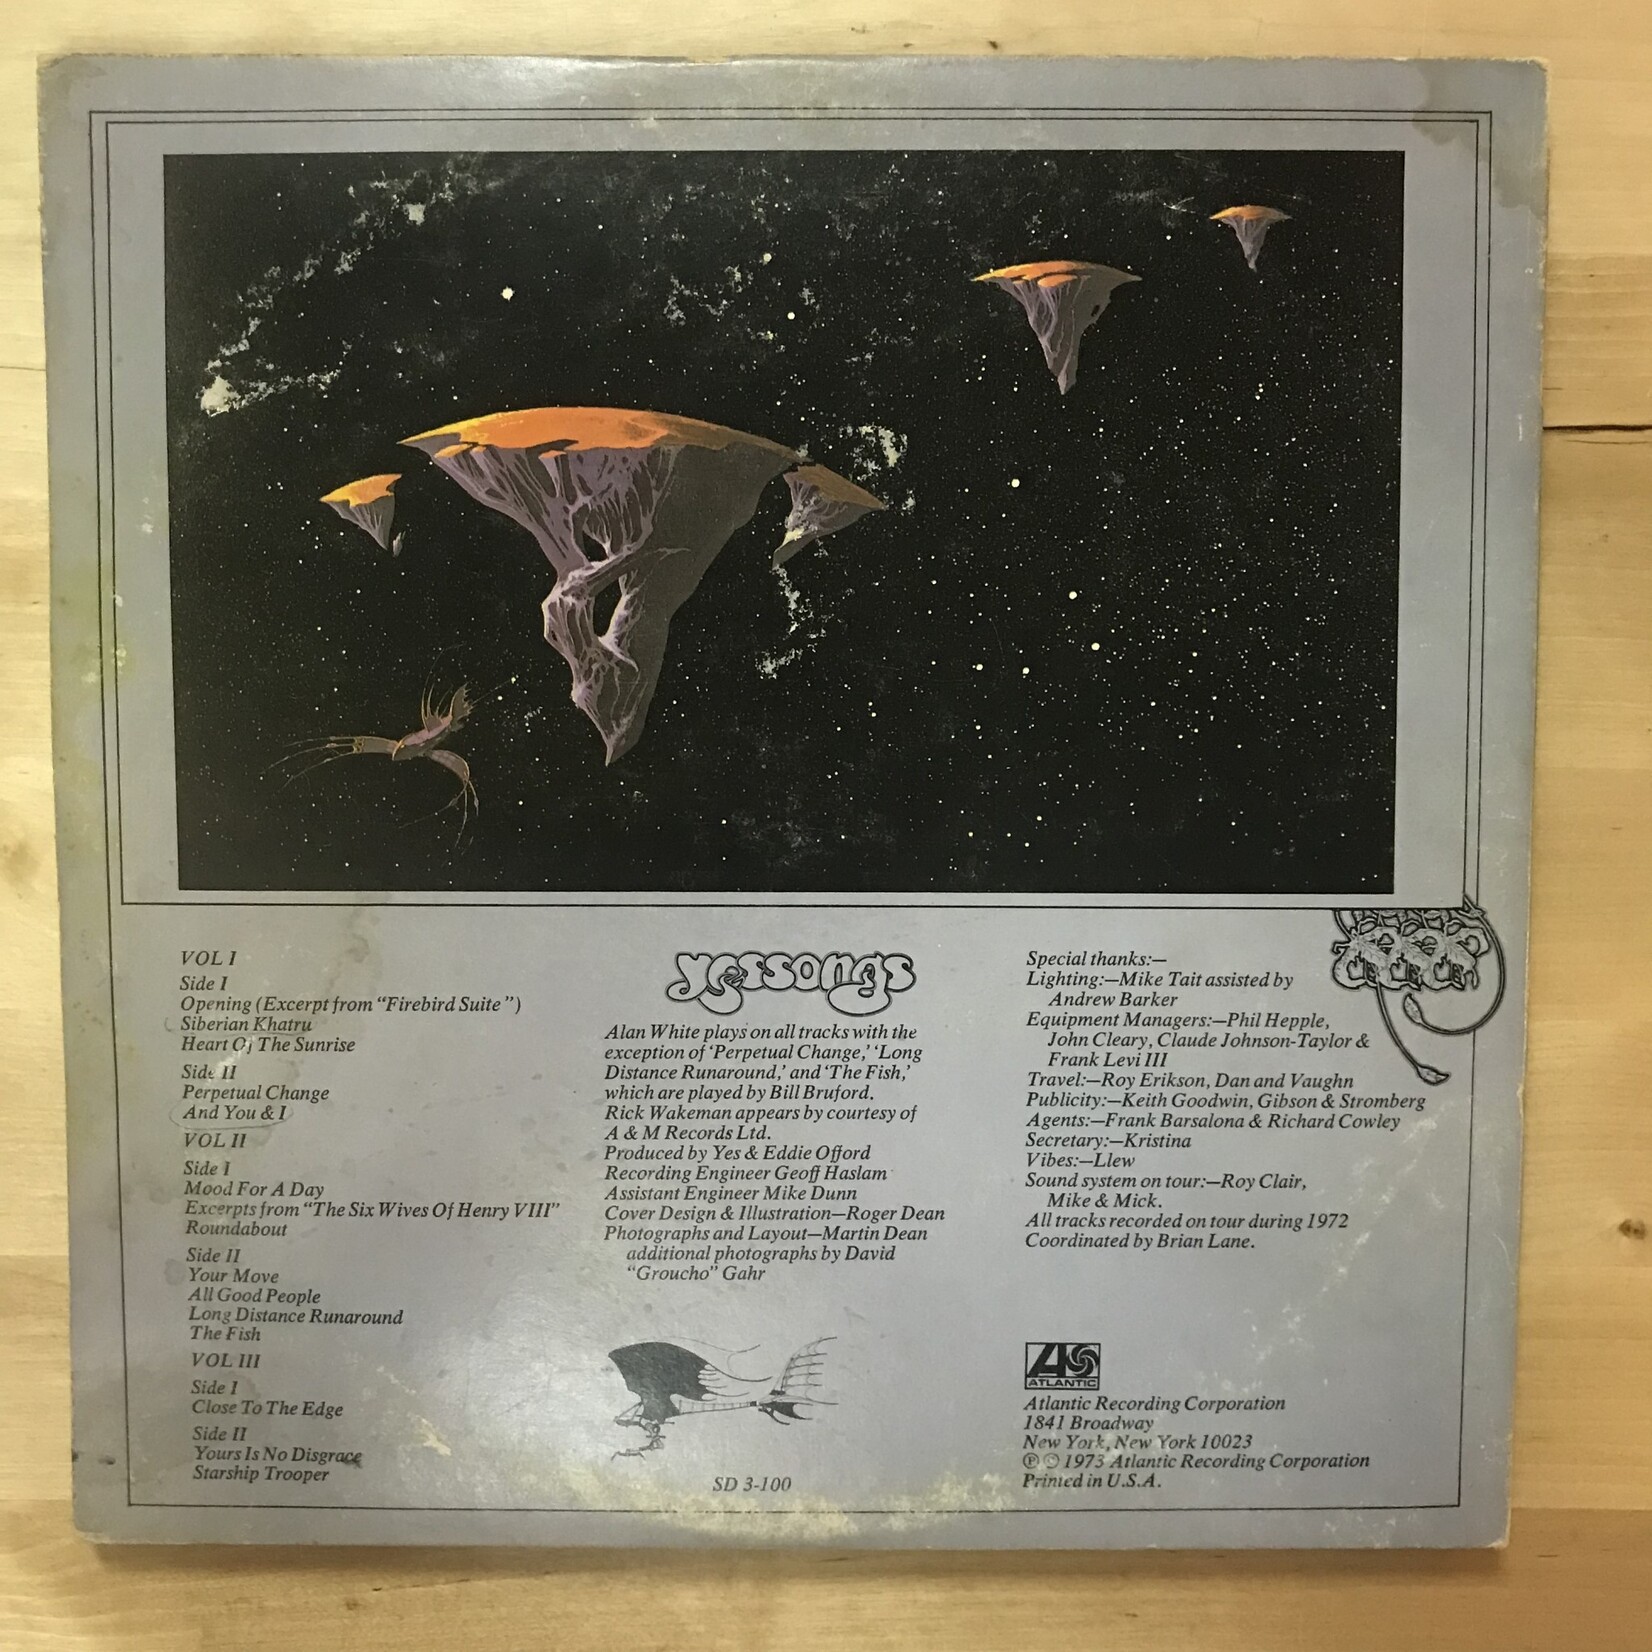 VOL I
Side I
Opening (Excerpt from "Firebird Suite")
Siberian Khatru
Heart Of The Sunrise
Side II
Perpetual Change
And You & I
VOL II
Side I
Mood For A Day
Excerpts from "The Six Wives Of Henry VIII"
Roundabout
Side II
Your Move
All Good People
Long Distance Runaround
The Fish
VOL III
Side I
Close To The Edge
Side II
Yours Is No Disgrace
Starship Trooper
yessongs
Alan White plays on all tracks with the
exception of 'Perpetual Change,' 'Long
Distance Runaround,' and 'The Fish,'
which are played by Bill Bruford.
Rick Wakeman appears by courtesy of
A & M Records Ltd.
Produced by Yes & Eddie Offord
Recording Engineer Geoff Haslam
Assistant Engineer Mike Dunn
Cover Design & Illustration—Roger Dean
Photographs and Layout—Martin Dean
additional photographs by David
"Groucho" Gahr
SD 3-100
Special thanks:—
Lighting:—Mike Tait assisted by
Andrew Barker
Equipment Managers:—Phil Hepple,
John Cleary, Claude Johnson-Taylor &
Frank Levi III
Travel:—Roy Erikson, Dan and Vaughn
Publicity:—Keith Goodwin, Gibson & Stromberg
Agents:—Frank Barsalona & Richard Cowley
Secretary:—Kristina
Vibes:—Llew
Sound system on tour:—Roy Clair,
Mike & Mick.
All tracks recorded on tour during 1972
Coordinated by Brian Lane.
ATLANTIC
Atlantic Recording Corporation
1841 Broadway
New York, New York 10023
℗ © 1973 Atlantic Recording Corporation
Printed in U.S.A.